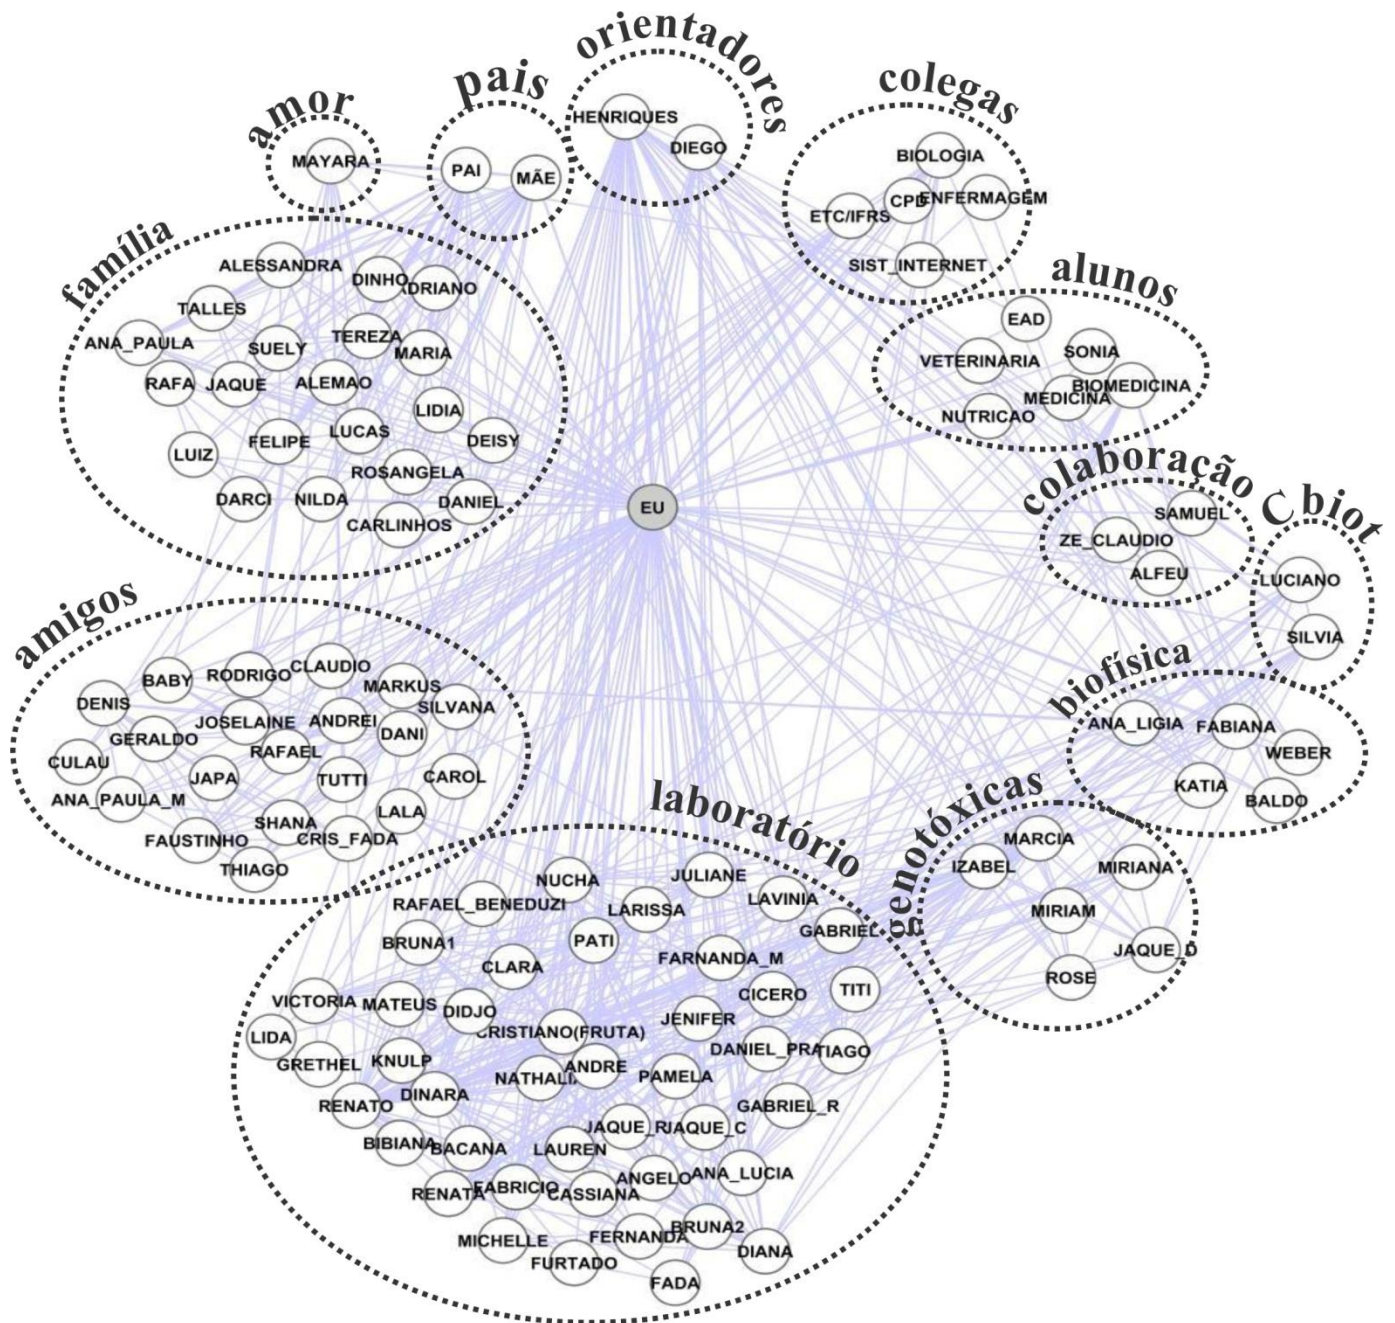 orientadores
HENRIQUES
DIEGO
colegas
BIOLOGIA
CPD
ENFERMAGEM
ETC/IFRS
SIST_INTERNET
pais
PAI
MÃE
amor
MAYARA
família
ALESSANDRA
DINHO
DRIANO
TALLES
ANA_PAULA
SUELY
TEREZA
MARIA
RAFA
JAQUE
ALEMAO
LIDIA
LUCAS
FELIPE
DEISY
LUIZ
ROSANGELA
DARCI
NILDA
DANIEL
CARLINHOS
alunos
EAD
VETERINARIA
SONIA
MEDICINA
BIOMEDICINA
NUTRICAO
EU
colaboração
SAMUEL
ZE_CLAUDIO
ALFEU
C biot
LUCIANO
SILVIA
biofísica
ANA_LIGIA
FABIANA
WEBER
KATIA
BALDO
amigos
BABY
RODRIGO
CLAUDIO
MARKUS
DENIS
SILVANA
JOSELAINE
ANDREI
GERALDO
DANI
RAFAEL
CULAU
JAPA
TUTTI
CAROL
ANA_PAULA_M
LALA
SHANA
FAUSTINHO
CRIS_FADA
THIAGO
genotóxicas
MARCIA
IZABEL
MIRIANA
MIRIAM
JAQUE_D
ROSE
laboratório
NUCHA
JULIANE
RAFAEL_BENEDUZI
LARISSA
LAVINIA
BRUNA1
PATI
GABRIEL
CLARA
FARNANDA_M
VICTORIA
MATEUS
DIDJO
CICERO
TITI
LIDA
CRISTIANO(FRUTA)
JENIFER
GRETHEL
KNULP
ANDRE
DANIEL_PRA
TIAGO
NATHALI
PAMELA
RENATO
DINARA
GABRIEL_R
JAQUE_R
JAQUE_C
BIBIANA
BACANA
LAUREN
ANGELO
ANA_LUCIA
RENATA
FABRICIO
CASSIANA
BRUNA2
MICHELLE
FERNANDA
DIANA
FURTADO
FADA